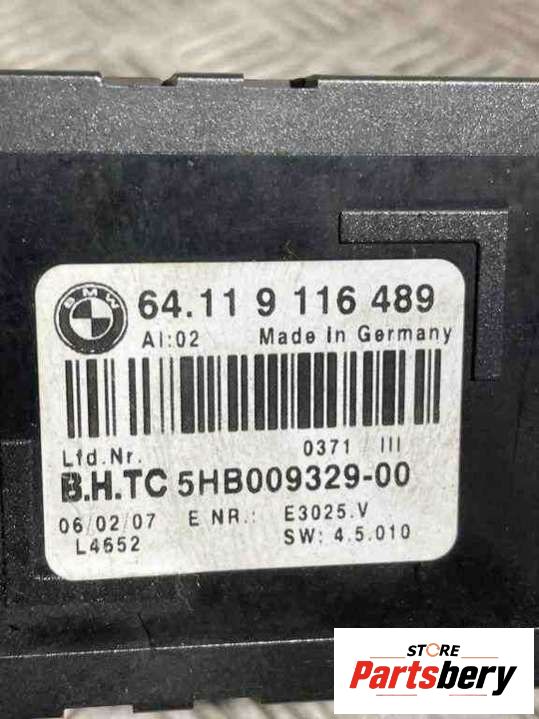 BMW
64.11 9 116 489
AI:02 Made in Germany
Lfd.Nr. 0371 III
B.H.TC 5HB009329-00
06/02/07 E NR.: E3025.V
L4652 SW: 4.5.010
STORE
Partsbery